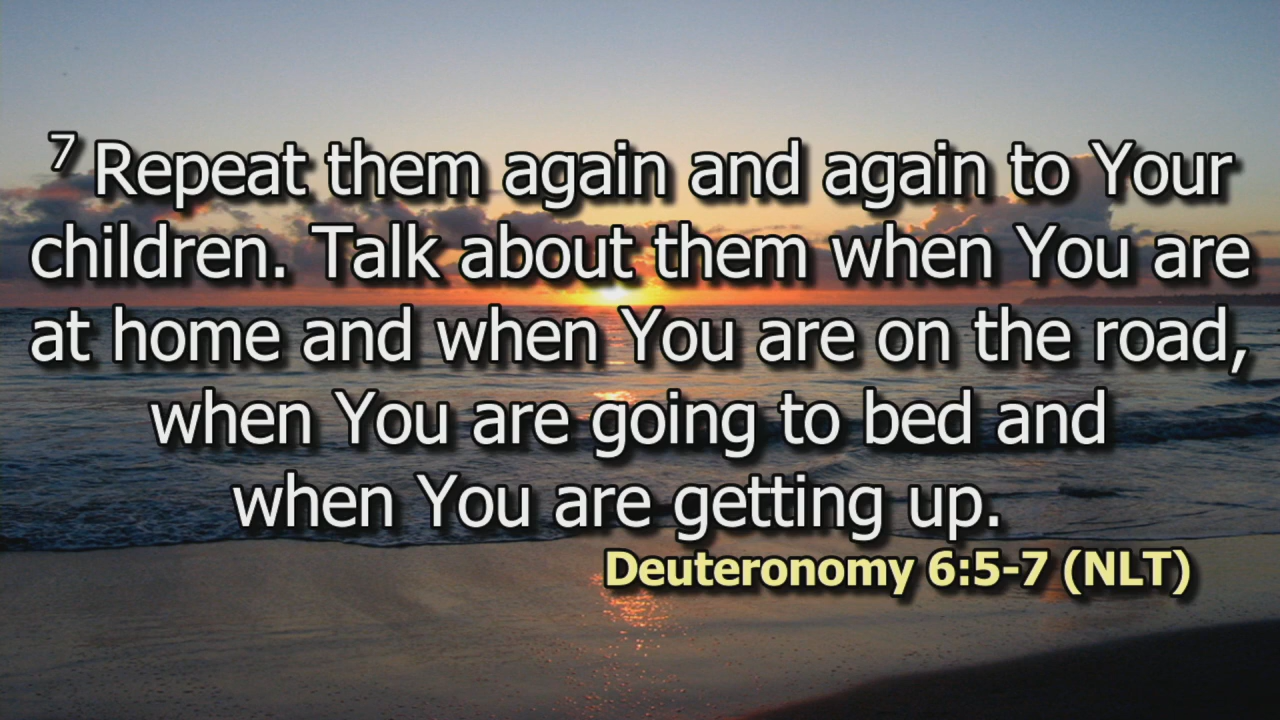 7 Repeat them again and again to Your
children. Talk about them when You are
at home and when You are on the road,
when You are going to bed and
when You are getting up.
Deuteronomy 6:5-7 (NLT)